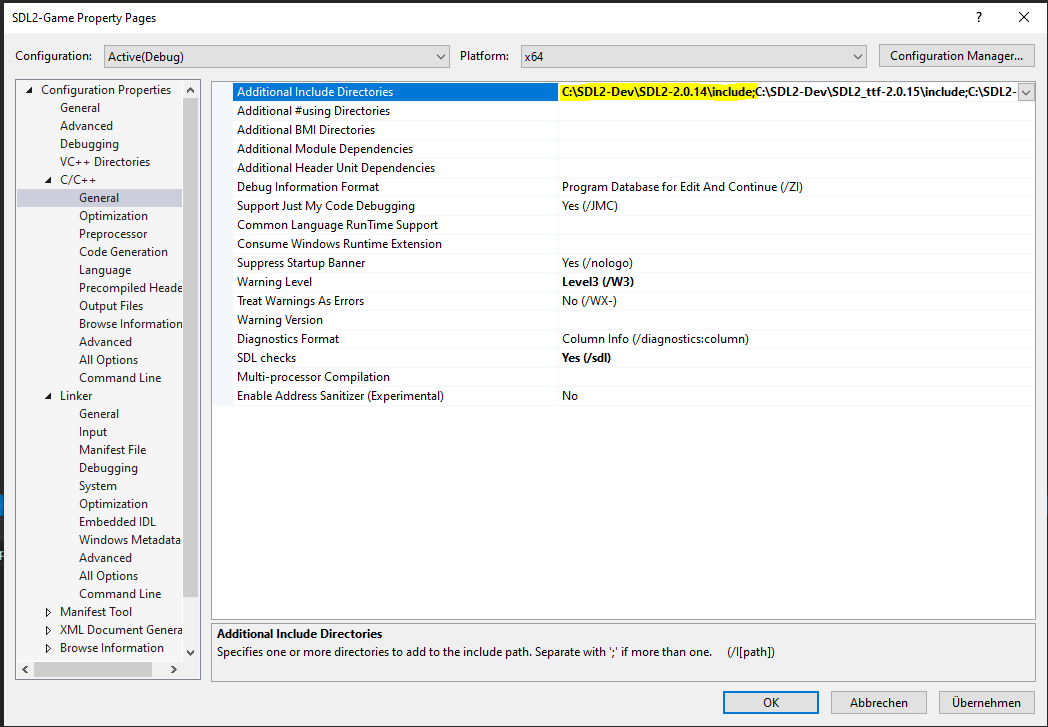 SDL2-Game Property Pages
?
Configuration: Active(Debug) Platform: x64 Configuration Manager...
Configuration Properties
General
Advanced
Debugging
VC++ Directories
C/C++
General
Optimization
Preprocessor
Code Generation
Language
Precompiled Heade
Output Files
Browse Information
Advanced
All Options
Command Line
Linker
General
Input
Manifest File
Debugging
System
Optimization
Embedded IDL
Windows Metadata
Advanced
All Options
Command Line
Manifest Tool
XML Document Genera
Browse Information
Additional Include Directories C:\SDL2-Dev\SDL2-2.0.14\include;C:\SDL2-Dev\SDL2_ttf-2.0.15\include;C:\SDL2-
Additional #using Directories
Additional BMI Directories
Additional Module Dependencies
Additional Header Unit Dependencies
Debug Information Format Program Database for Edit And Continue (/ZI)
Support Just My Code Debugging Yes (/JMC)
Common Language RunTime Support
Consume Windows Runtime Extension
Suppress Startup Banner Yes (/nologo)
Warning Level Level3 (/W3)
Treat Warnings As Errors No (/WX-)
Warning Version
Diagnostics Format Column Info (/diagnostics:column)
SDL checks Yes (/sdl)
Multi-processor Compilation
Enable Address Sanitizer (Experimental) No
Additional Include Directories
Specifies one or more directories to add to the include path. Separate with ';' if more than one. (/I[path])
OK Abbrechen Übernehmen